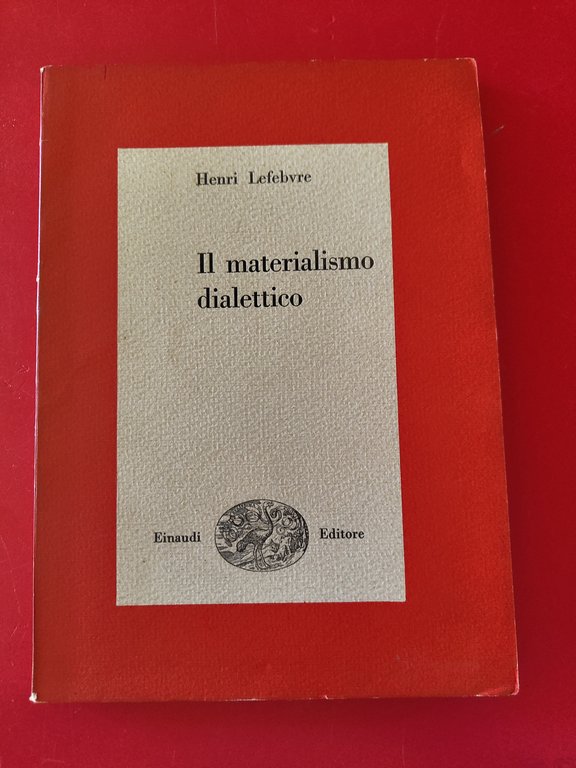 Henri Lefebvre
Il materialismo
dialettico
Einaudi Editore